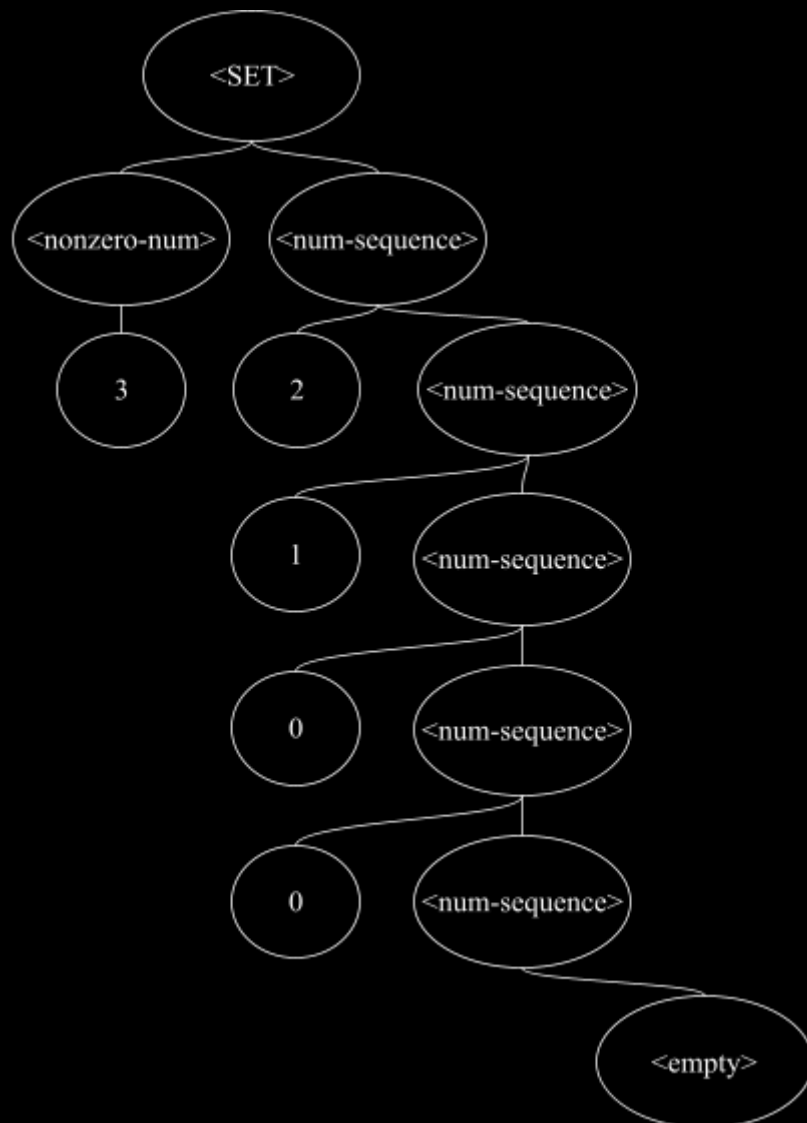 <SET>
<nonzero-num> <num-sequence>
3 2 <num-sequence>
1 <num-sequence>
0 <num-sequence>
0 <num-sequence>
<empty>